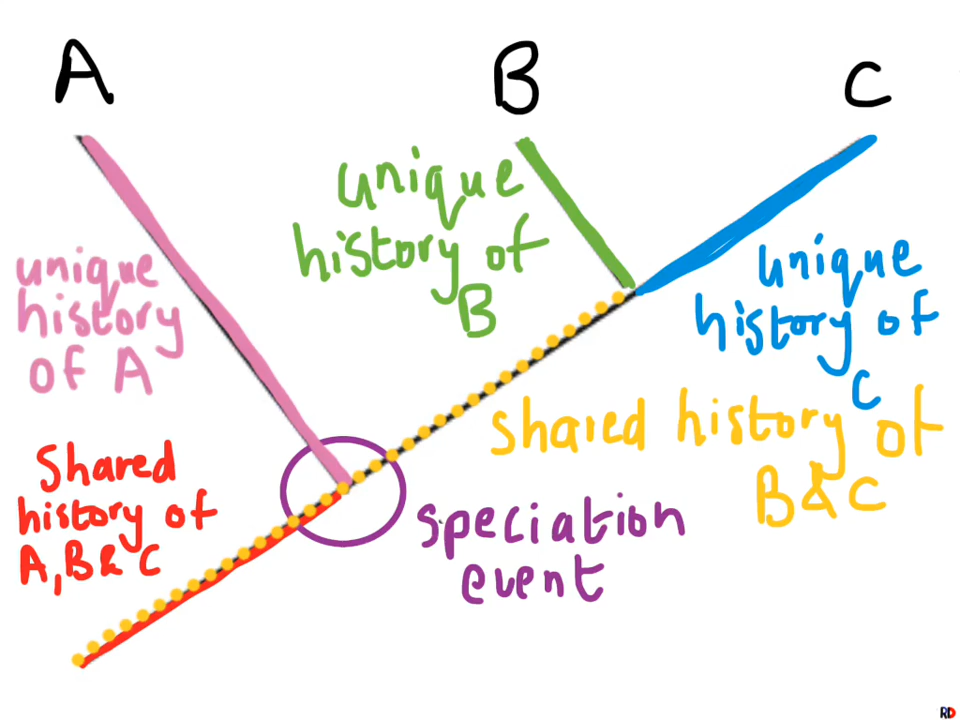 A
B
C
unique
history of
B
unique
history
of A
unique
history of
C
shared history of
B & C
Shared
history of
A, B & C
speciation
event
RD